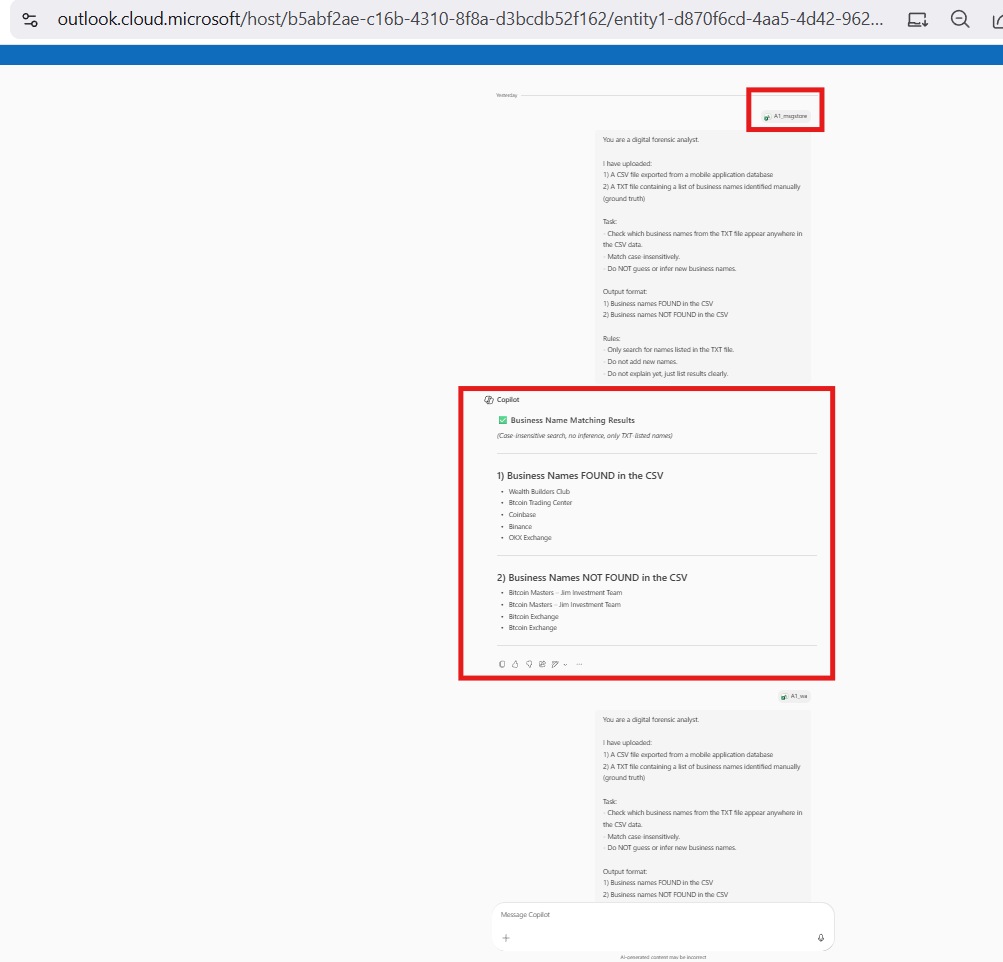 outlook.cloud.microsoft/host/b5abf2ae-c16b-4310-8f8a-d3bcdb52f162/entity1-d870f6cd-4aa5-4d42-962...
Yesterday
A1_msgstore
You are a digital forensic analyst.
I have uploaded:
1) A CSV file exported from a mobile application database
2) A TXT file containing a list of business names identified manually
(ground truth)
Task:
- Check which business names from the TXT file appear anywhere in
the CSV data.
- Match case-insensitively.
- Do NOT guess or infer new business names.
Output format:
1) Business names FOUND in the CSV
2) Business names NOT FOUND in the CSV
Rules:
- Only search for names listed in the TXT file.
- Do not add new names.
- Do not explain yet, just list results clearly.
Copilot
✅ Business Name Matching Results
(Case-insensitive search, no inference, only TXT-listed names)
1) Business Names FOUND in the CSV
• Wealth Builders Club
• Btcoin Trading Center
• Coinbase
• Binance
• OKX Exchange
2) Business Names NOT FOUND in the CSV
• Bitcoin Masters - Jim Investment Team
• Btcoin Masters - Jim Investment Team
• Bitcoin Exchange
• Btcoin Exchange
A1_wa
You are a digital forensic analyst.
I have uploaded:
1) A CSV file exported from a mobile application database
2) A TXT file containing a list of business names identified manually
(ground truth)
Task:
- Check which business names from the TXT file appear anywhere in
the CSV data.
- Match case-insensitively.
- Do NOT guess or infer new business names.
Output format:
1) Business names FOUND in the CSV
2) Business names NOT FOUND in the CSV
Message Copilot
AI-generated content may be incorrect